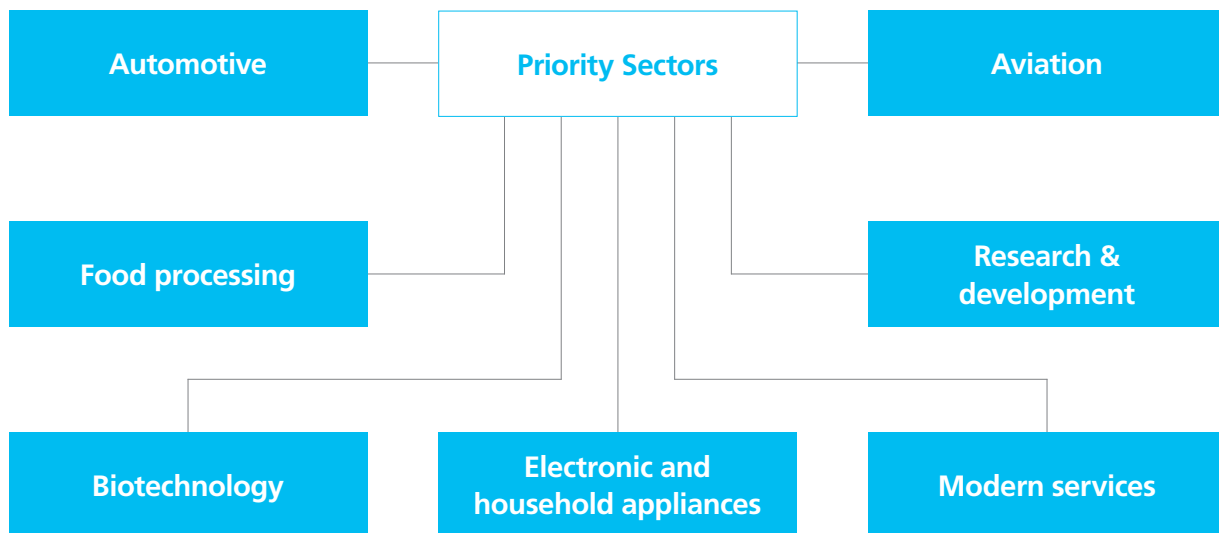 Automotive
Priority Sectors
Aviation
Food processing
Research &
development
Biotechnology
Electronic and
household appliances
Modern services